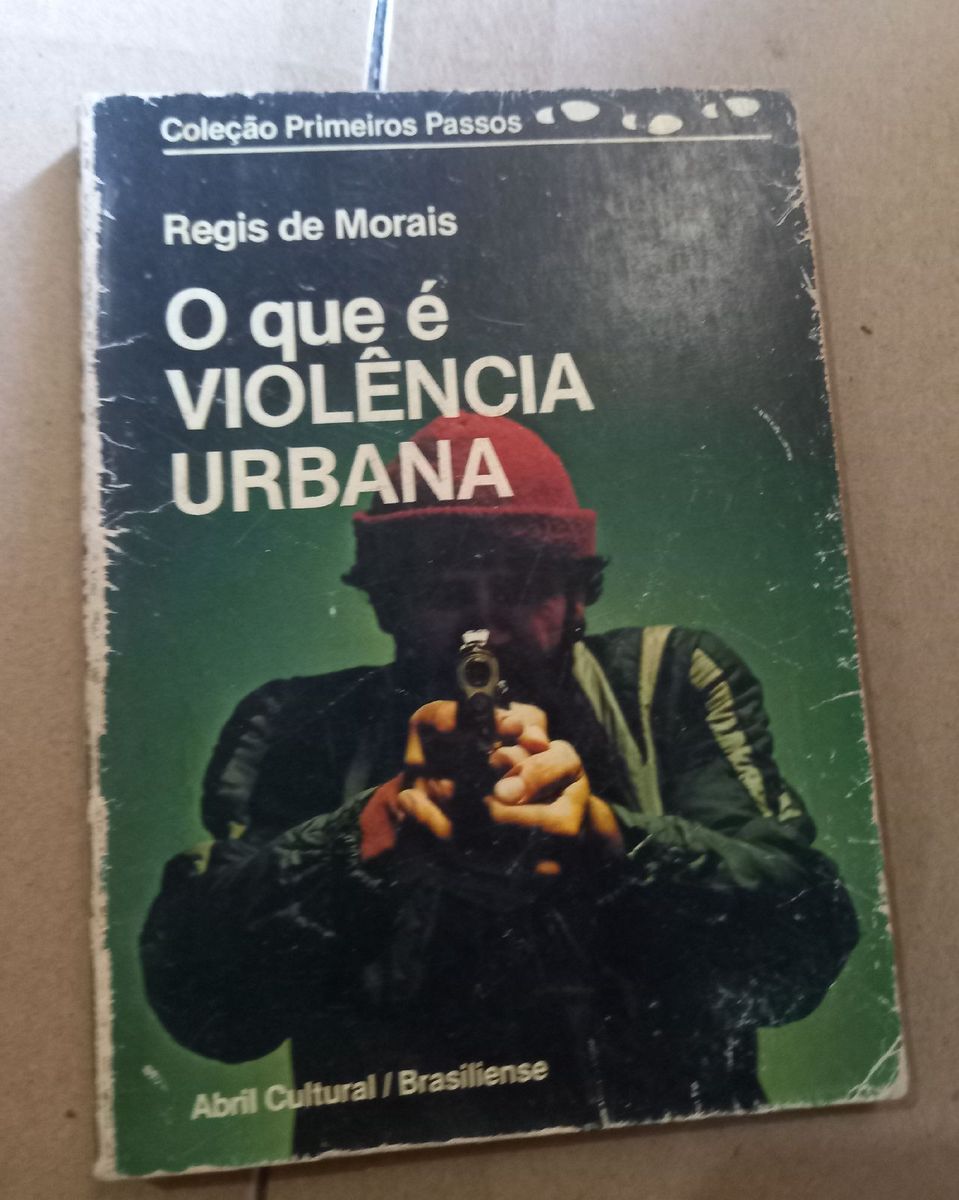 Coleção Primeiros Passos
Regis de Morais
O que é
VIOLÊNCIA
URBANA
Abril Cultural / Brasiliense